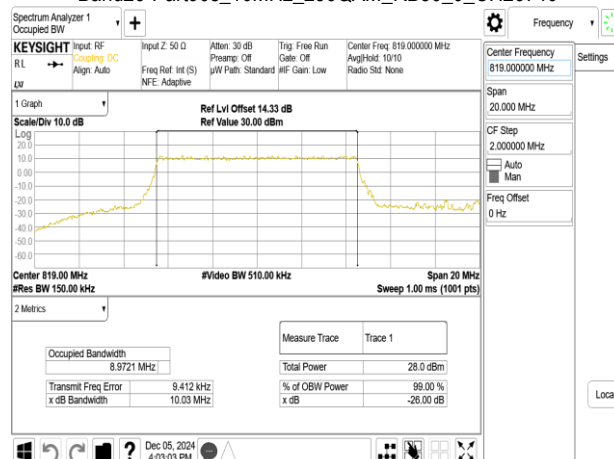 Spectrum Analyzer 1
Occupied BW
Frequency
KEYSIGHT
RL
Input: RF
Coupling: DC
Align: Auto
Input Z: 50 Ω
Freq Ref: Int (S)
NFE: Adaptive
Atten: 30 dB
Preamp: Off
µW Path: Standard
Trig: Free Run
Gate: Off
#IF Gain: Low
Center Freq: 819.000000 MHz
Avg|Hold: 10/10
Radio Std: None
Center Frequency
819.000000 MHz
Settings
Span
20.000 MHz
CF Step
2.000000 MHz
Auto
Man
Freq Offset
0 Hz
Local
1 Graph
Scale/Div 10.0 dB
Ref Lvl Offset 14.33 dB
Ref Value 30.00 dBm
Log
20.0
10.0
0.00
-10.0
-20.0
-30.0
-40.0
-50.0
-60.0
Center 819.00 MHz
#Video BW 510.00 kHz
Span 20 MHz
#Res BW 150.00 kHz
Sweep 1.00 ms (1001 pts)
2 Metrics
Measure Trace Trace 1
Occupied Bandwidth
8.9721 MHz
Total Power 28.0 dBm
Transmit Freq Error 9.412 kHz
% of OBW Power 99.00 %
x dB Bandwidth 10.03 MHz
x dB -26.00 dB
Dec 05, 2024
4:03:03 PM